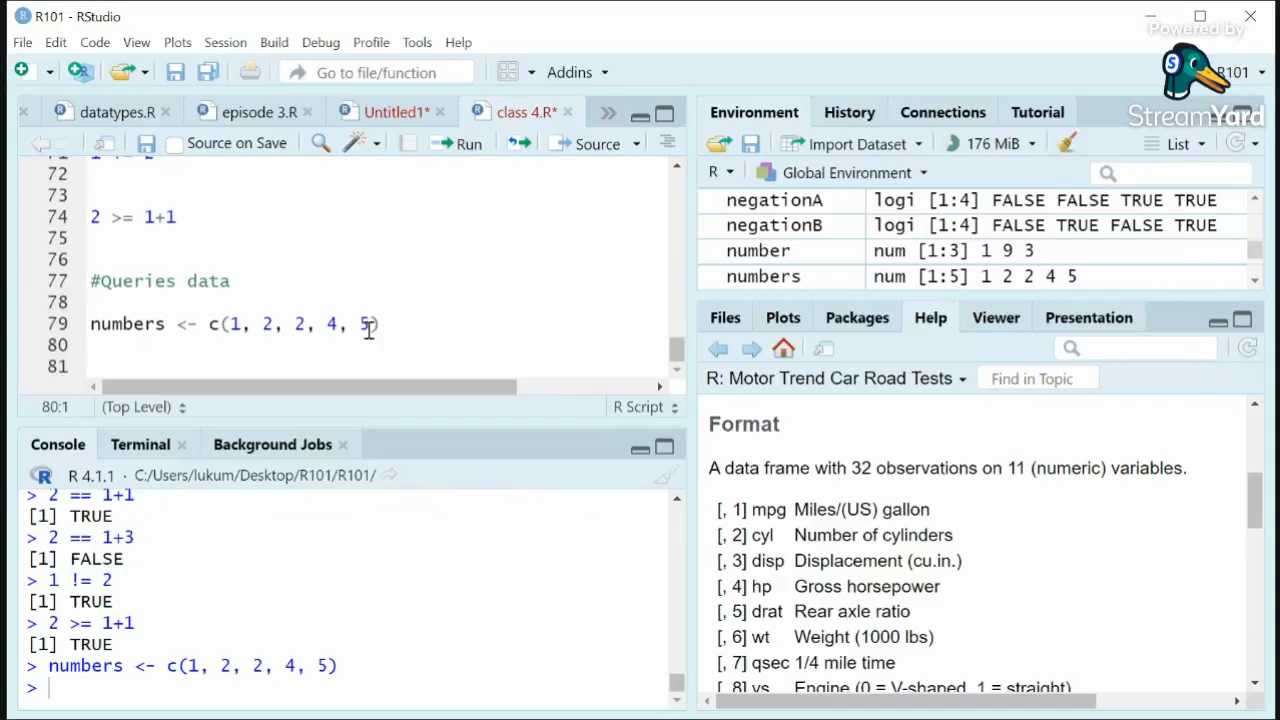 R101 - RStudio
Powered by
File Edit Code View Plots Session Build Debug Profile Tools Help
Go to file/function Addins R101
StreamYard
datatypes.R episode 3.R Untitled1* class 4.R*
Source on Save Run Source
72
73
74 2 >= 1+1
75
76
77 #Queries data
78
79 numbers <- c(1, 2, 2, 4, 5)
80
81
80:1 (Top Level) R Script
Console Terminal Background Jobs
R 4.1.1 · C:/Users/lukum/Desktop/R101/R101/
> 2 == 1+1
[1] TRUE
> 2 == 1+3
[1] FALSE
> 1 != 2
[1] TRUE
> 2 >= 1+1
[1] TRUE
> numbers <- c(1, 2, 2, 4, 5)
>
Environment History Connections Tutorial
Import Dataset 176 MiB List
R Global Environment
negationA logi [1:4] FALSE FALSE TRUE TRUE
negationB logi [1:4] FALSE TRUE FALSE TRUE
number num [1:3] 1 9 3
numbers num [1:5] 1 2 2 4 5
Files Plots Packages Help Viewer
R: Motor Trend Car Road Tests Find in Topic
Format
A data frame with 32 observations on 11 (numeric) variables.
[, 1] mpg Miles/(US) gallon
[, 2] cyl Number of cylinders
[, 3] disp Displacement (cu.in.)
[, 4] hp Gross horsepower
[, 5] drat Rear axle ratio
[, 6] wt Weight (1000 lbs)
[, 7] qsec 1/4 mile time
[, 8] vs Engine (0 = V-shaped, 1 = straight)